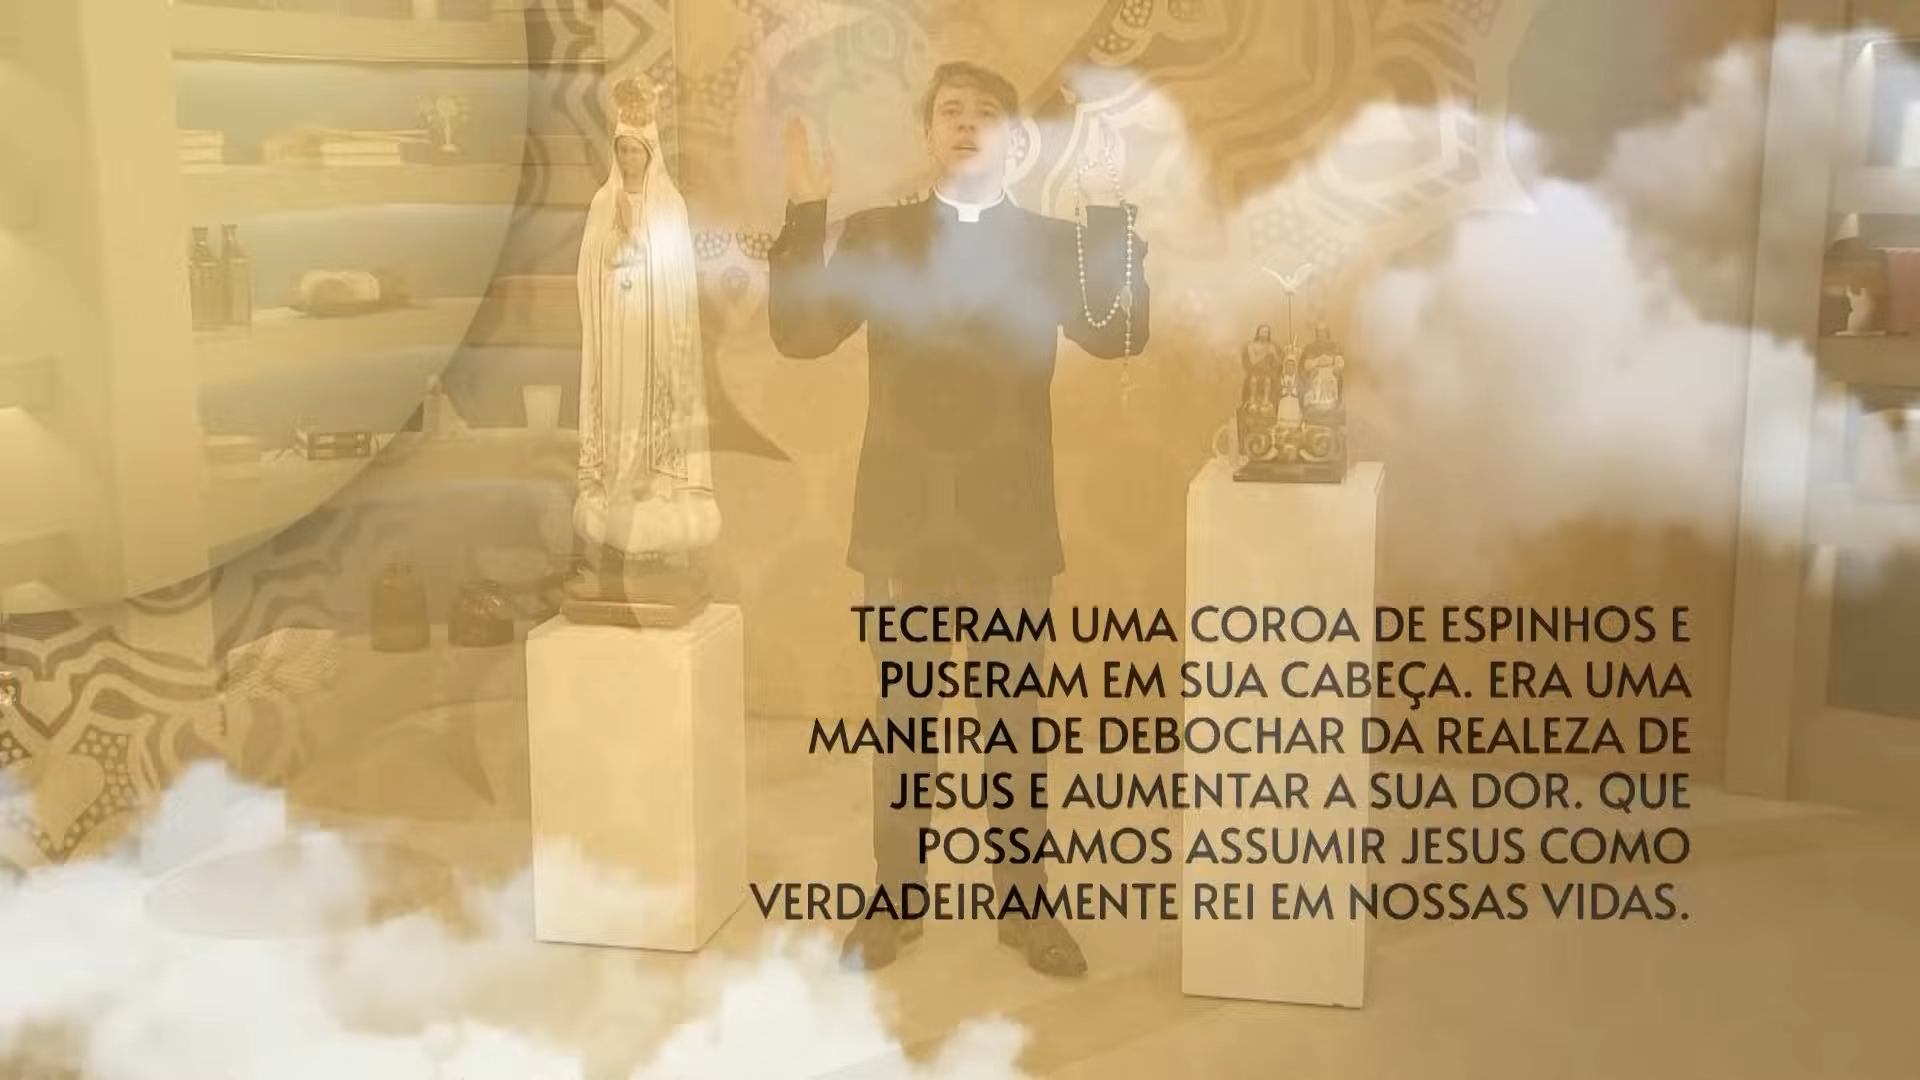 TECERAM UMA COROA DE ESPINHOS E
PUSERAM EM SUA CABEÇA. ERA UMA
MANEIRA DE DEBOCHAR DA REALEZA DE
JESUS E AUMENTAR A SUA DOR. QUE
POSSAMOS ASSUMIR JESUS COMO
VERDADEIRAMENTE REI EM NOSSAS VIDAS.